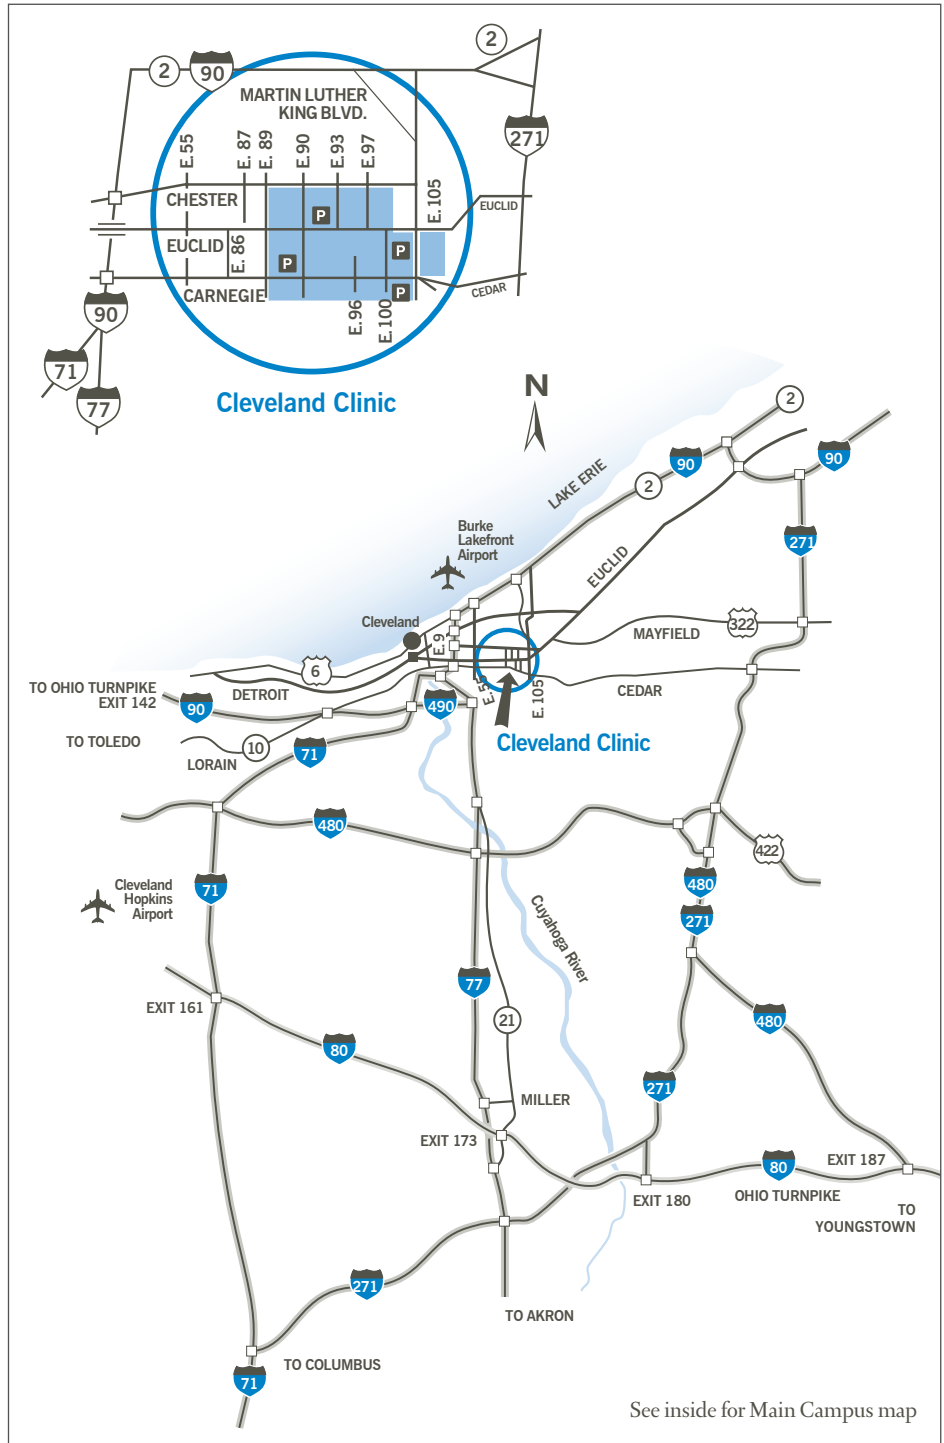 2
90
2
271
MARTIN LUTHER
KING BLVD.
E.55
E. 87
E. 89
E.90
E.93
E.97
E.105
CHESTER
EUCLID
EUCLID
E. 86
P
P
P
P
CARNEGIE
CEDAR
E.96
E.100
90
71
77
Cleveland Clinic
N
2
90
90
2
LAKE ERIE
271
Burke
Lakefront
Airport
EUCLID
Cleveland
E.9
322
MAYFIELD
6
DETROIT
TO OHIO TURNPIKE
EXIT 142
90
490
E.55
E.105
CEDAR
TO TOLEDO
10
LORAIN
71
Cleveland Clinic
480
422
71
Cleveland
Hopkins
Airport
480
271
Cuyahoga River
77
EXIT 161
21
480
80
271
MILLER
EXIT 173
80
EXIT 187
EXIT 180
OHIO TURNPIKE
TO
YOUNGSTOWN
271
TO AKRON
TO COLUMBUS
71
See inside for Main Campus map